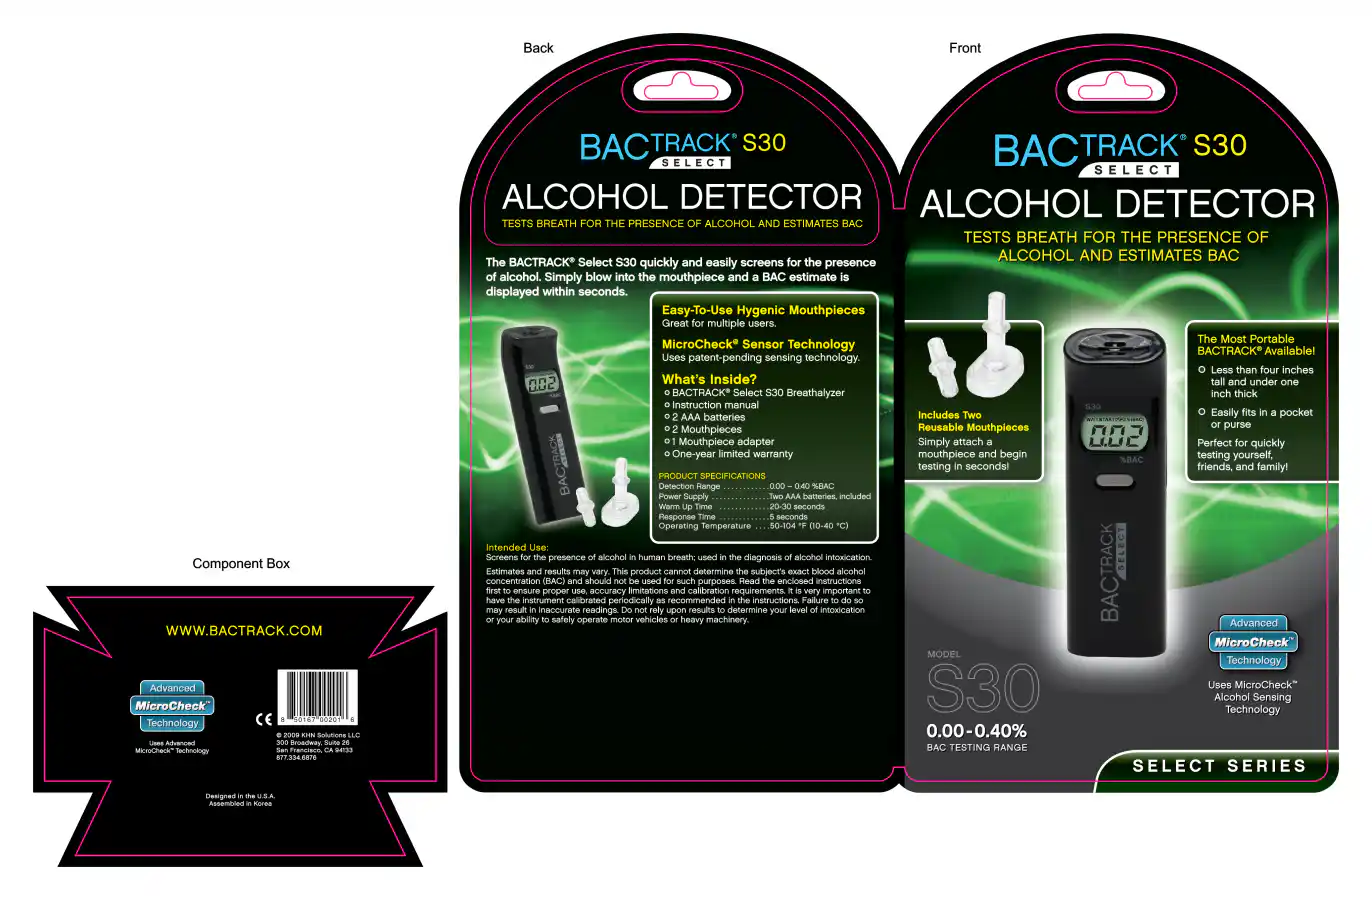 Back
BACTRACK® S30
SELECT
ALCOHOL DETECTOR
TESTS BREATH FOR THE PRESENCE OF ALCOHOL AND ESTIMATES BAC
The BACTRACK® Select S30 quickly and easily screens for the presence
of alcohol. Simply blow into the mouthpiece and a BAC estimate is
displayed within seconds.
Easy-To-Use Hygenic Mouthpieces
Great for multiple users.
MicroCheck® Sensor Technology
Uses patent-pending sensing technology.
What's Inside?
BACTRACK® Select S30 Breathalyzer
Instruction manual
2 AAA batteries
2 Mouthpieces
1 Mouthpiece adapter
One-year limited warranty
PRODUCT SPECIFICATIONS
Detection Range . . . . . . . . . . . .0.00 – 0.40 %BAC
Power Supply . . . . . . . . . . . . . .Two AAA batteries, included
Warm Up Time . . . . . . . . . . . . .20-30 seconds
Response Time . . . . . . . . . . . . .5 seconds
Operating Temperature . . . .50-104 °F (10-40 °C)
S30
0.02
%BAC
BACTRACK
SELECT
Intended Use:
Screens for the presence of alcohol in human breath; used in the diagnosis of alcohol intoxication.
Estimates and results may vary. This product cannot determine the subject's exact blood alcohol
concentration (BAC) and should not be used for such purposes. Read the enclosed instructions
first to ensure proper use, accuracy limitations and calibration requirements. It is very important to
have the instrument calibrated periodically as recommended in the instructions. Failure to do so
may result in inaccurate readings. Do not rely upon results to determine your level of intoxication
or your ability to safely operate motor vehicles or heavy machinery.
Front
BACTRACK® S30
SELECT
ALCOHOL DETECTOR
TESTS BREATH FOR THE PRESENCE OF
ALCOHOL AND ESTIMATES BAC
Includes Two
Reusable Mouthpieces
Simply attach a
mouthpiece and begin
testing in seconds!
S30
0.02
%BAC
BACTRACK
SELECT
The Most Portable
BACTRACK® Available!
Less than four inches
tall and under one
inch thick
Easily fits in a pocket
or purse
Perfect for quickly
testing yourself,
friends, and family!
MODEL
S30
0.00-0.40%
BAC TESTING RANGE
Advanced
MicroCheck™
Technology
Uses MicroCheck™
Alcohol Sensing
Technology
SELECT SERIES
Component Box
WWW.BACTRACK.COM
Advanced
MicroCheck™
Technology
Uses Advanced
MicroCheck™ Technology
CE
8 50167 00201 6
© 2009 KHN Solutions LLC
300 Broadway, Suite 26
San Francisco, CA 94133
877.334.6876
Designed in the U.S.A.
Assembled in Korea